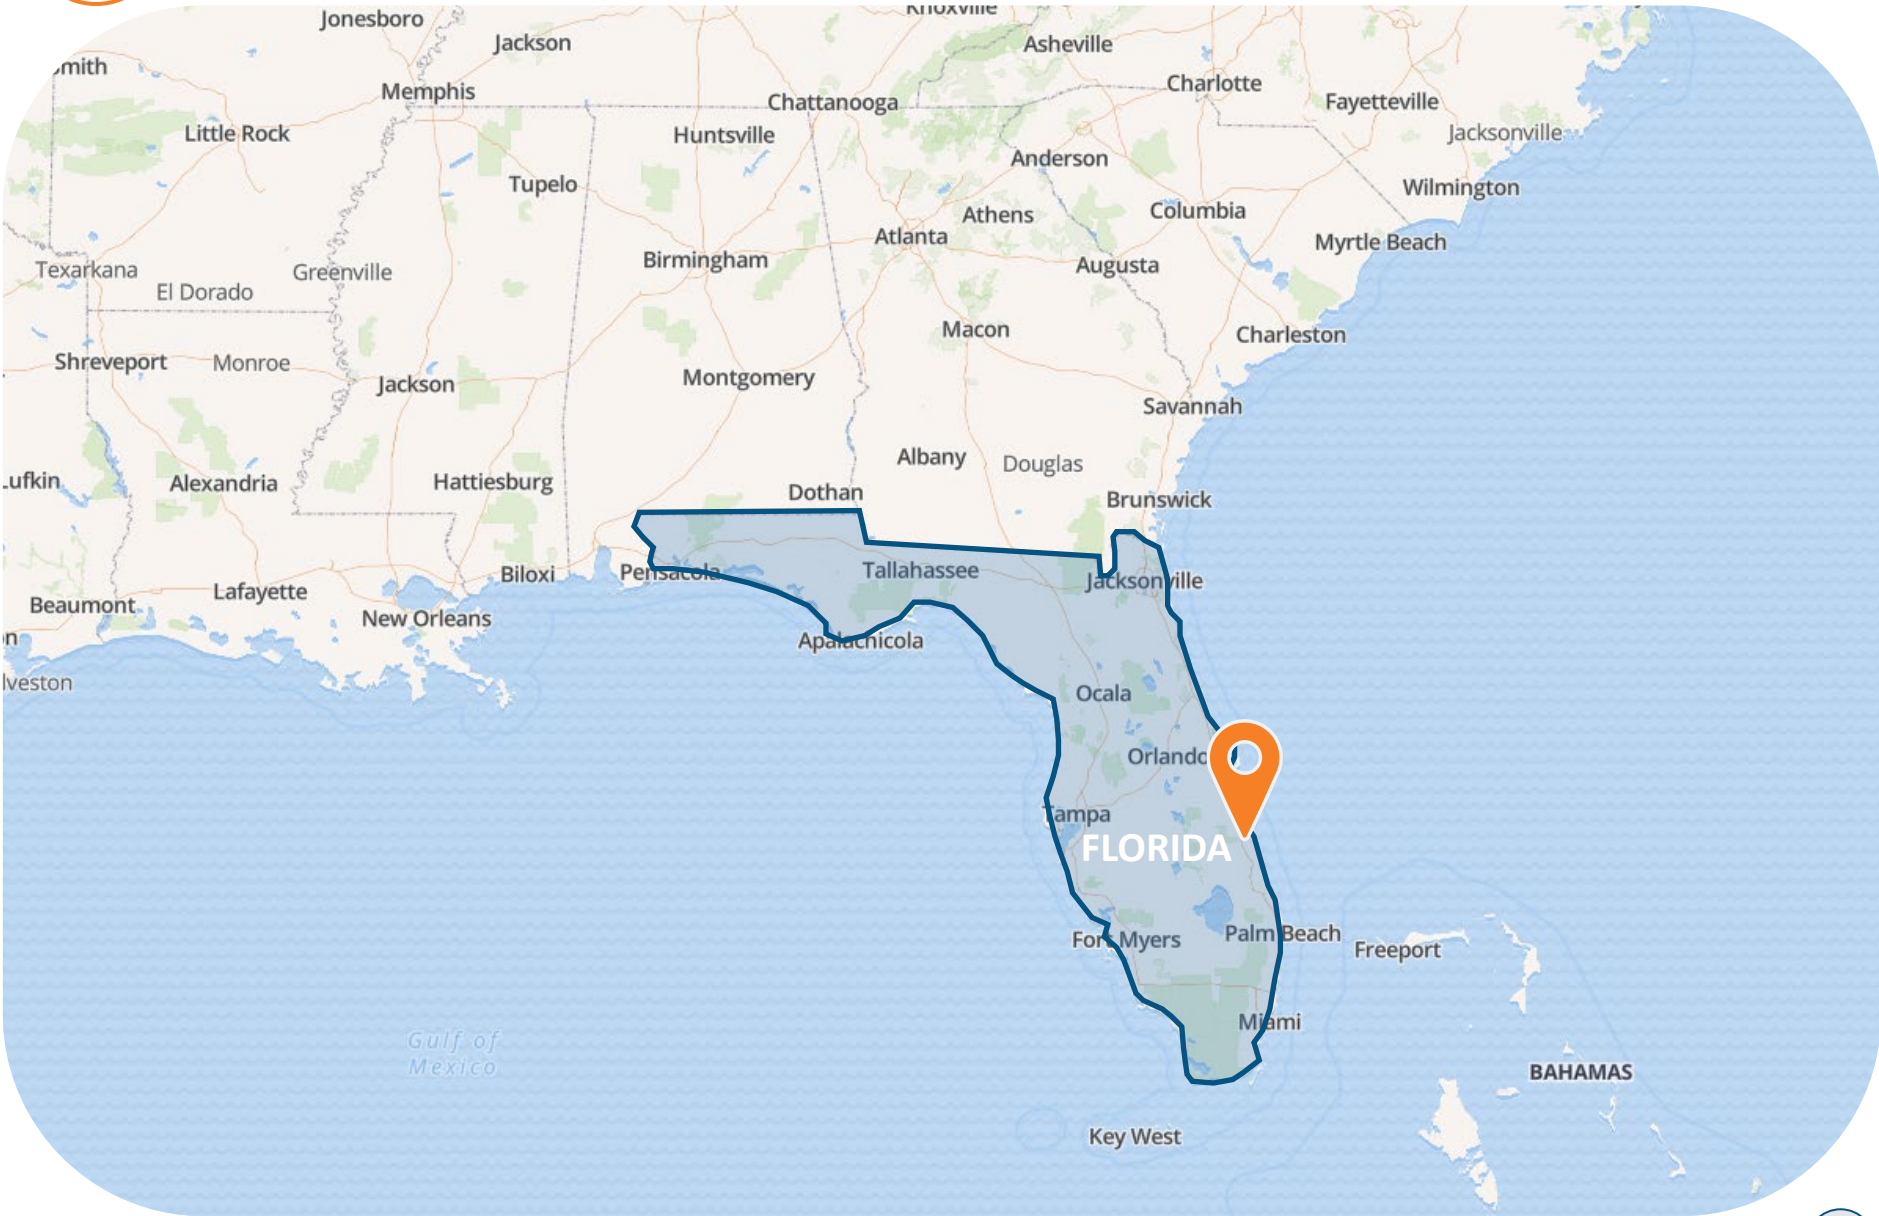 Knoxville
Jonesboro
Jackson
Asheville
Memphis
Charlotte
Chattanooga
Fayetteville
Little Rock
Huntsville
Jacksonville
Anderson
Tupelo
Wilmington
Athens
Columbia
Atlanta
Myrtle Beach
Birmingham
Augusta
Texarkana
Greenville
El Dorado
Macon
Charleston
Shreveport
Monroe
Jackson
Montgomery
Savannah
Albany
Douglas
Lufkin
Alexandria
Hattiesburg
Dothan
Brunswick
Biloxi
Pensacola
Tallahassee
Jacksonville
Lafayette
Beaumont
New Orleans
Apalachicola
lveston
Ocala
Orlando
Tampa
FLORIDA
Fort Myers
Palm Beach
Freeport
Miami
Gulf of
Mexico
BAHAMAS
Key West